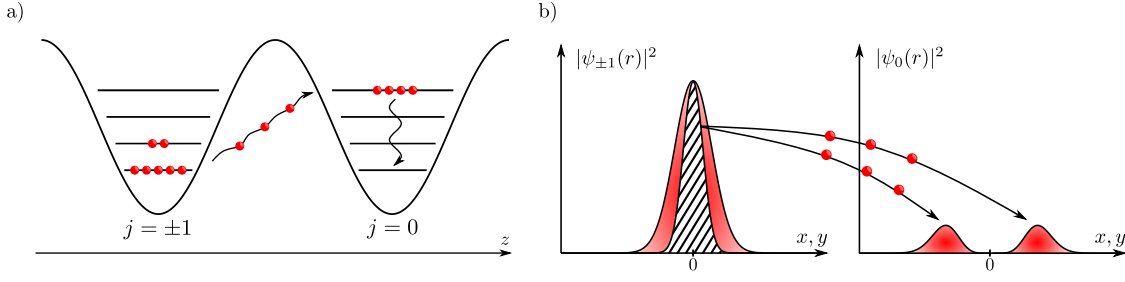 a)
j = ±1
j = 0
z
b)
|ψ±1(r)|²
x, y
0
|ψ0(r)|²
x, y
0